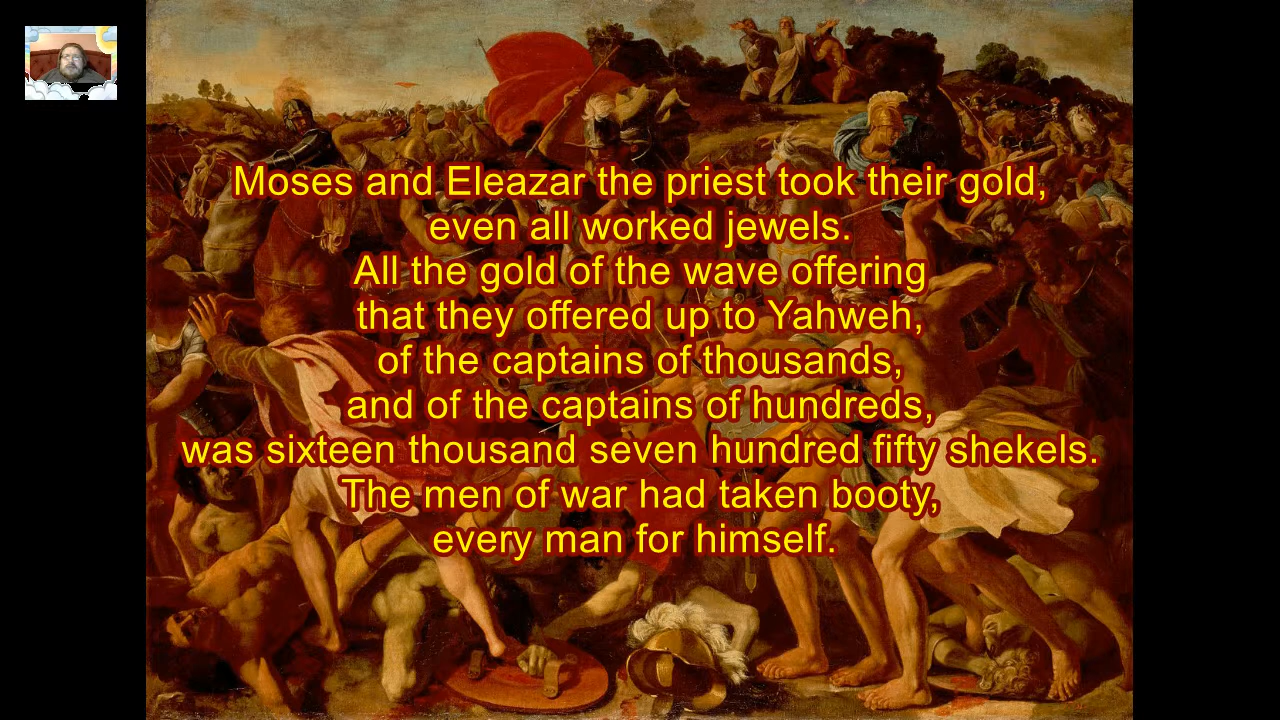 Moses and Eleazar the priest took their gold,
even all worked jewels.
All the gold of the wave offering
that they offered up to Yahweh,
of the captains of thousands,
and of the captains of hundreds,
was sixteen thousand seven hundred fifty shekels.
The men of war had taken booty,
every man for himself.